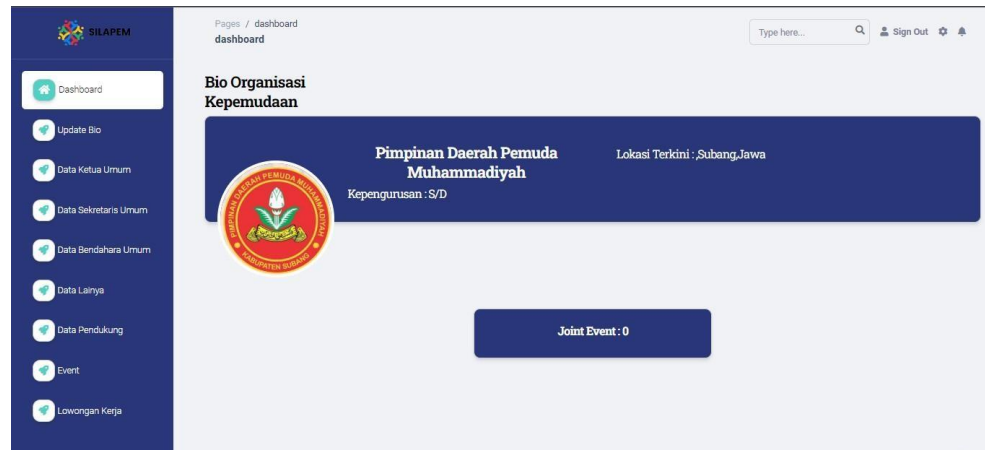 SILAPEM
Pages / dashboard
dashboard
Type here...
Sign Out
Dashboard
Update Bio
Data Ketua Umum
Data Sekretaris Umum
Data Bendahara Umum
Data Lainya
Data Pendukung
Event
Lowongan Kerja
Bio Organisasi
Kepemudaan
Pimpinan Daerah Pemuda
Muhammadiyah
Kepengurusan : S/D
Lokasi Terkini : ,Subang,Jawa
PIMPINAN DAERAH PEMUDA MUHAMMADIYAH
KABUPATEN SUBANG
Joint Event : 0